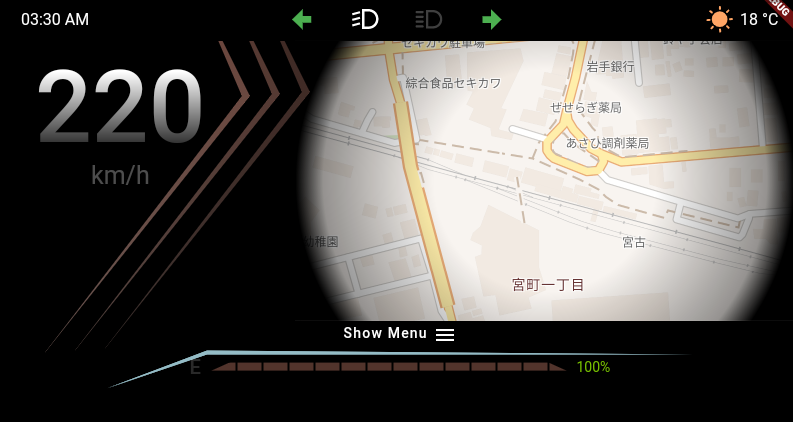 03:30 AM
18 °C
BUG
220
km/h
セキカワ駐車場
岩手銀行
綜合食品セキカワ
せせらぎ薬局
あさひ調剤薬局
幼稚園
宮古
宮町一丁目
Show Menu
E
100%